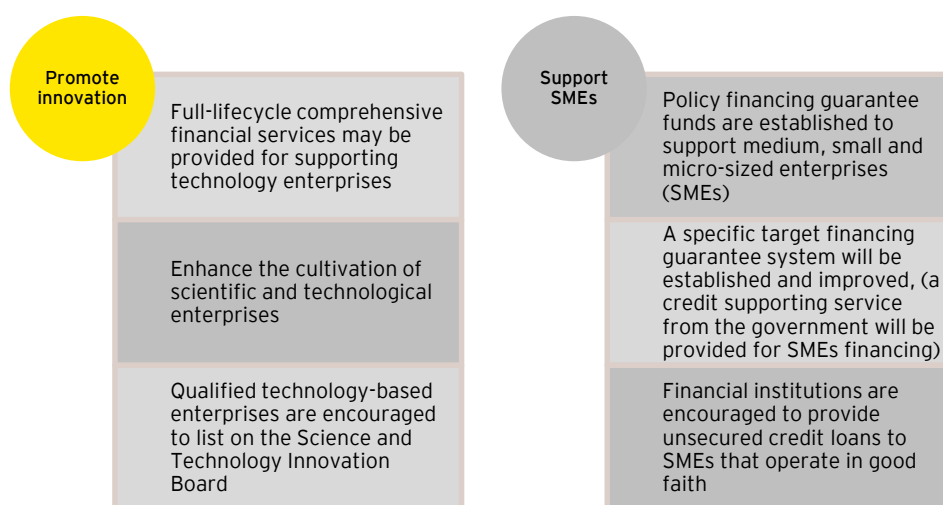 Promote
innovation
Full-lifecycle comprehensive
financial services may be
provided for supporting
technology enterprises
Enhance the cultivation of
scientific and technological
enterprises
Qualified technology-based
enterprises are encouraged
to list on the Science and
Technology Innovation
Board
Support
SMEs
Policy financing guarantee
funds are established to
support medium, small and
micro-sized enterprises
(SMEs)
A specific target financing
guarantee system will be
established and improved, (a
credit supporting service
from the government will be
provided for SMEs financing)
Financial institutions are
encouraged to provide
unsecured credit loans to
SMEs that operate in good
faith